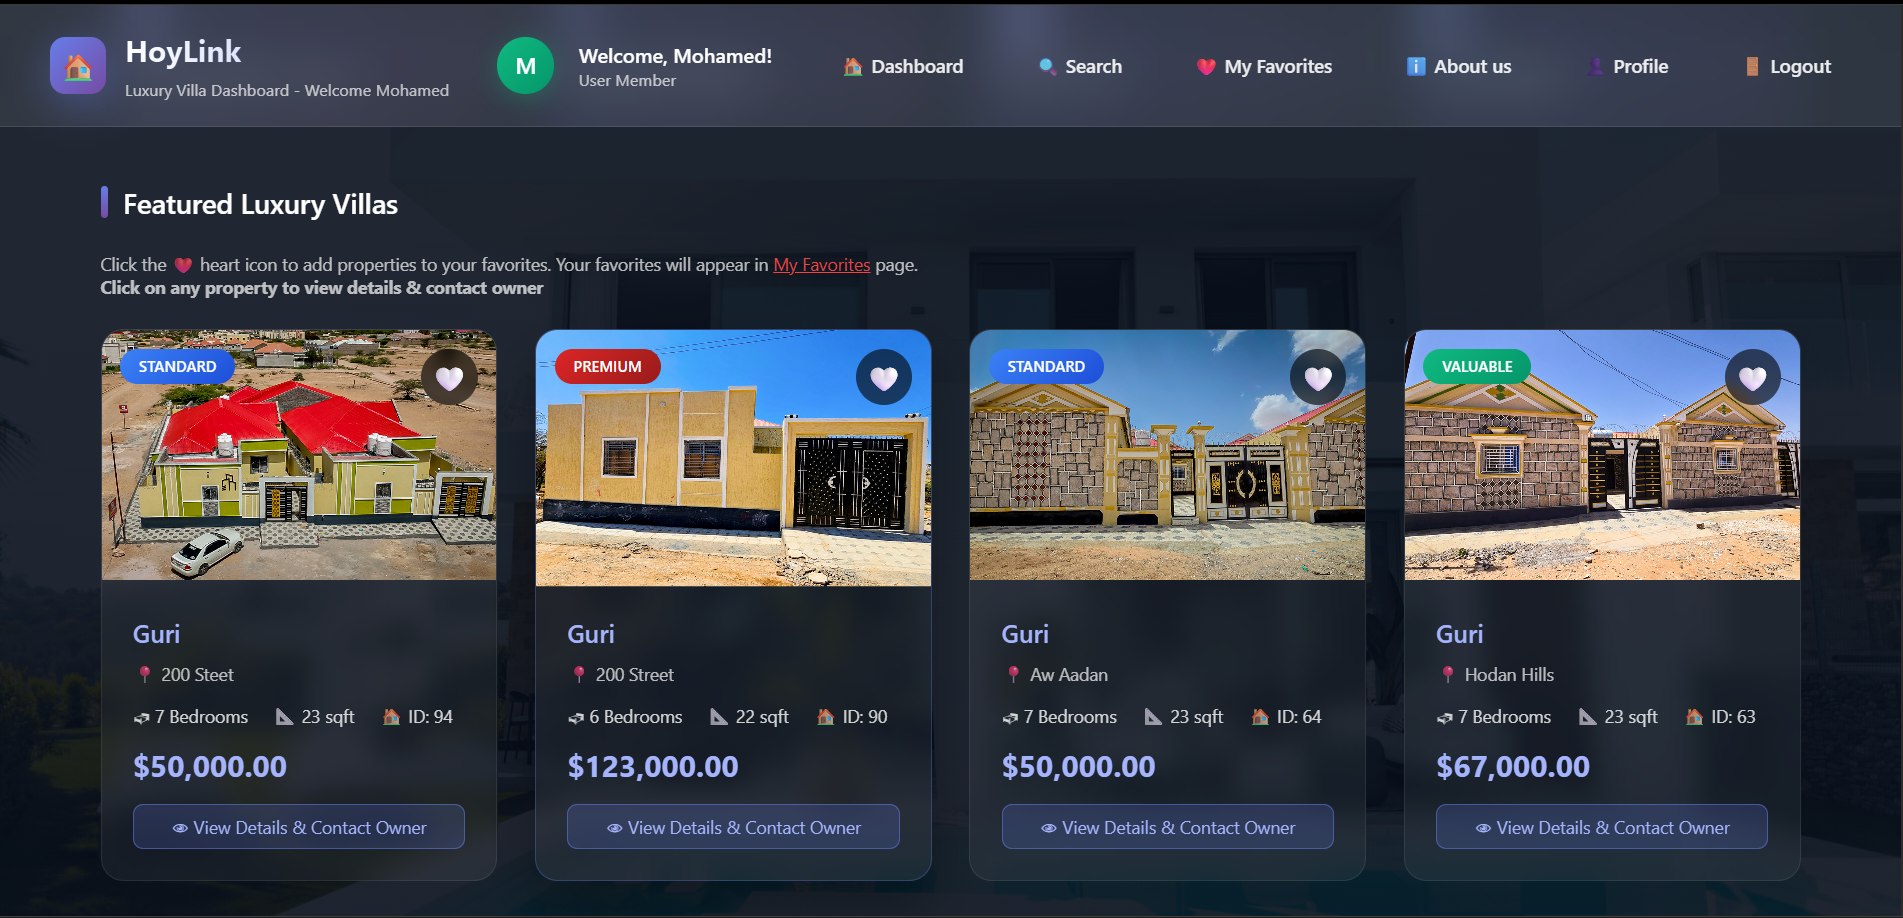 HoyLink
Luxury Villa Dashboard - Welcome Mohamed
M
Welcome, Mohamed!
User Member
Dashboard
Search
My Favorites
About us
Profile
Logout
Featured Luxury Villas
Click the heart icon to add properties to your favorites. Your favorites will appear in My Favorites page.
Click on any property to view details & contact owner
STANDARD
Guri
200 Steet
7 Bedrooms 23 sqft ID: 94
$50,000.00
View Details & Contact Owner
PREMIUM
Guri
200 Street
6 Bedrooms 22 sqft ID: 90
$123,000.00
View Details & Contact Owner
STANDARD
Guri
Aw Aadan
7 Bedrooms 23 sqft ID: 64
$50,000.00
View Details & Contact Owner
VALUABLE
Guri
Hodan Hills
7 Bedrooms 23 sqft ID: 63
$67,000.00
View Details & Contact Owner